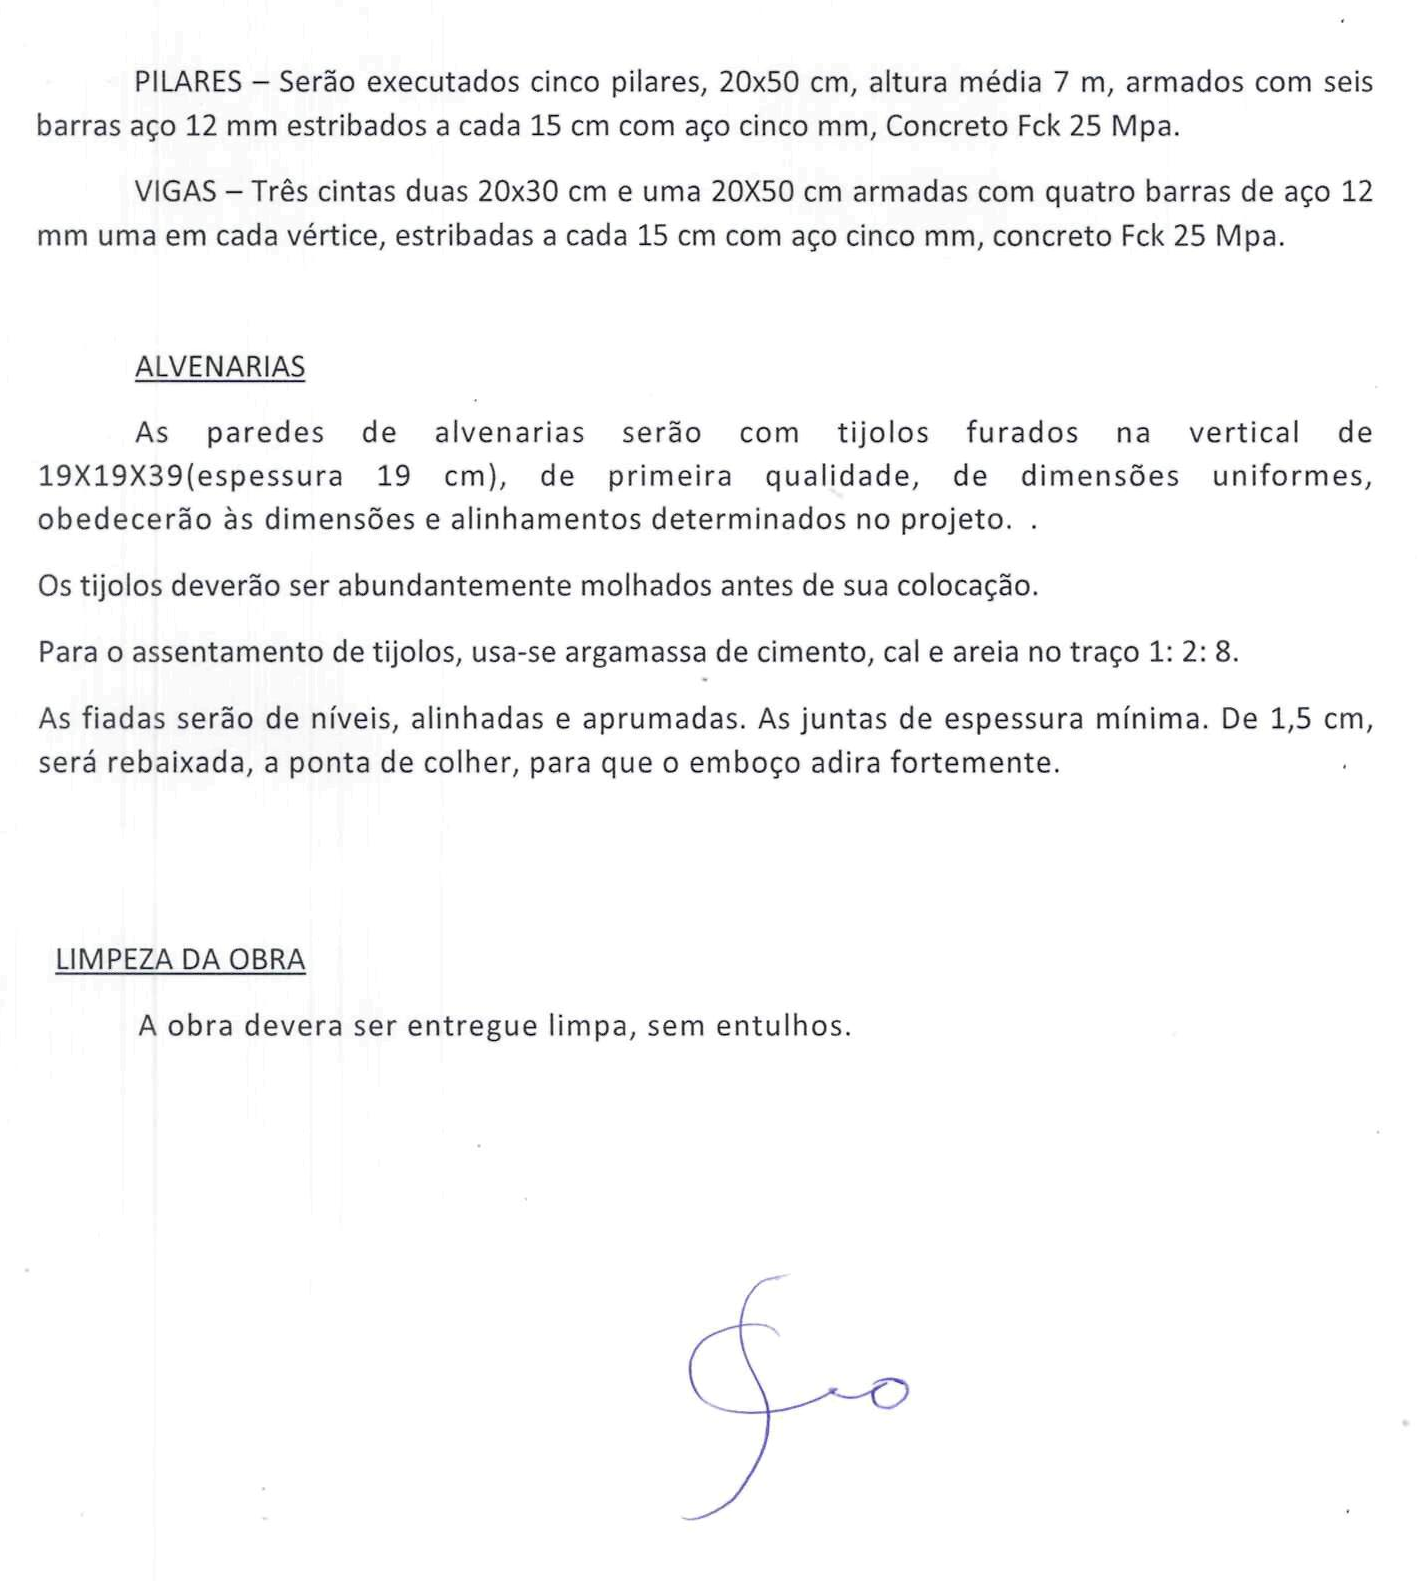 PILARES – Serão executados cinco pilares, 20x50 cm, altura média 7 m, armados com seis
barras aço 12 mm estribados a cada 15 cm com aço cinco mm, Concreto Fck 25 Mpa.
VIGAS – Três cintas duas 20x30 cm e uma 20X50 cm armadas com quatro barras de aço 12
mm uma em cada vértice, estribadas a cada 15 cm com aço cinco mm, concreto Fck 25 Mpa.
ALVENARIAS
As paredes de alvenarias serão com tijolos furados na vertical de
19X19X39(espessura 19 cm), de primeira qualidade, de dimensões uniformes,
obedecerão às dimensões e alinhamentos determinados no projeto. .
Os tijolos deverão ser abundantemente molhados antes de sua colocação.
Para o assentamento de tijolos, usa-se argamassa de cimento, cal e areia no traço 1: 2: 8.
As fiadas serão de níveis, alinhadas e aprumadas. As juntas de espessura mínima. De 1,5 cm,
será rebaixada, a ponta de colher, para que o emboço adira fortemente.
LIMPEZA DA OBRA
A obra devera ser entregue limpa, sem entulhos.